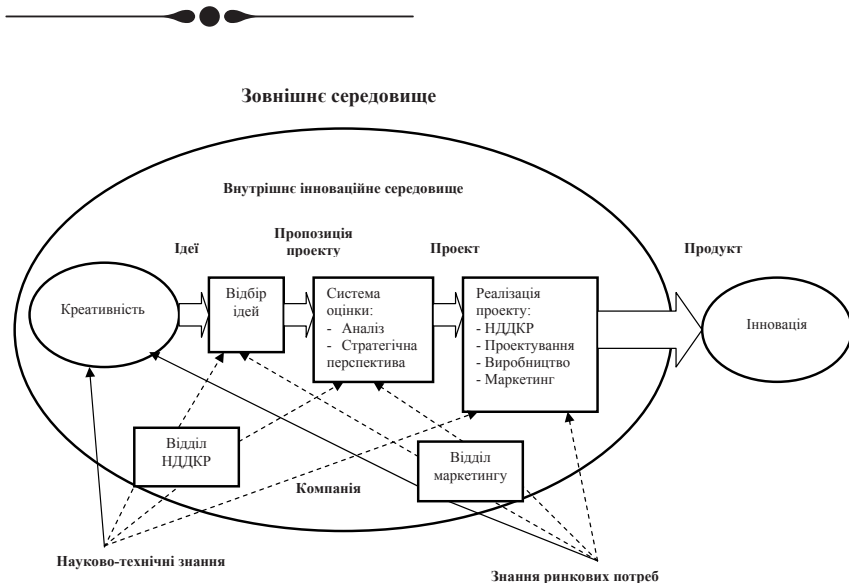 Зовнішнє середовище
Внутрішнє інноваційне середовище
Ідеї
Пропозиція
проекту
Проект
Продукт
Креативність
Відбір
ідей
Система
оцінки:
- Аналіз
- Стратегічна
перспектива
Реалізація
проекту:
- НДДКР
- Проектування
- Виробництво
- Маркетинг
Інновація
Відділ
НДДКР
Відділ
маркетингу
Компанія
Науково-технічні знання
Знання ринкових потреб